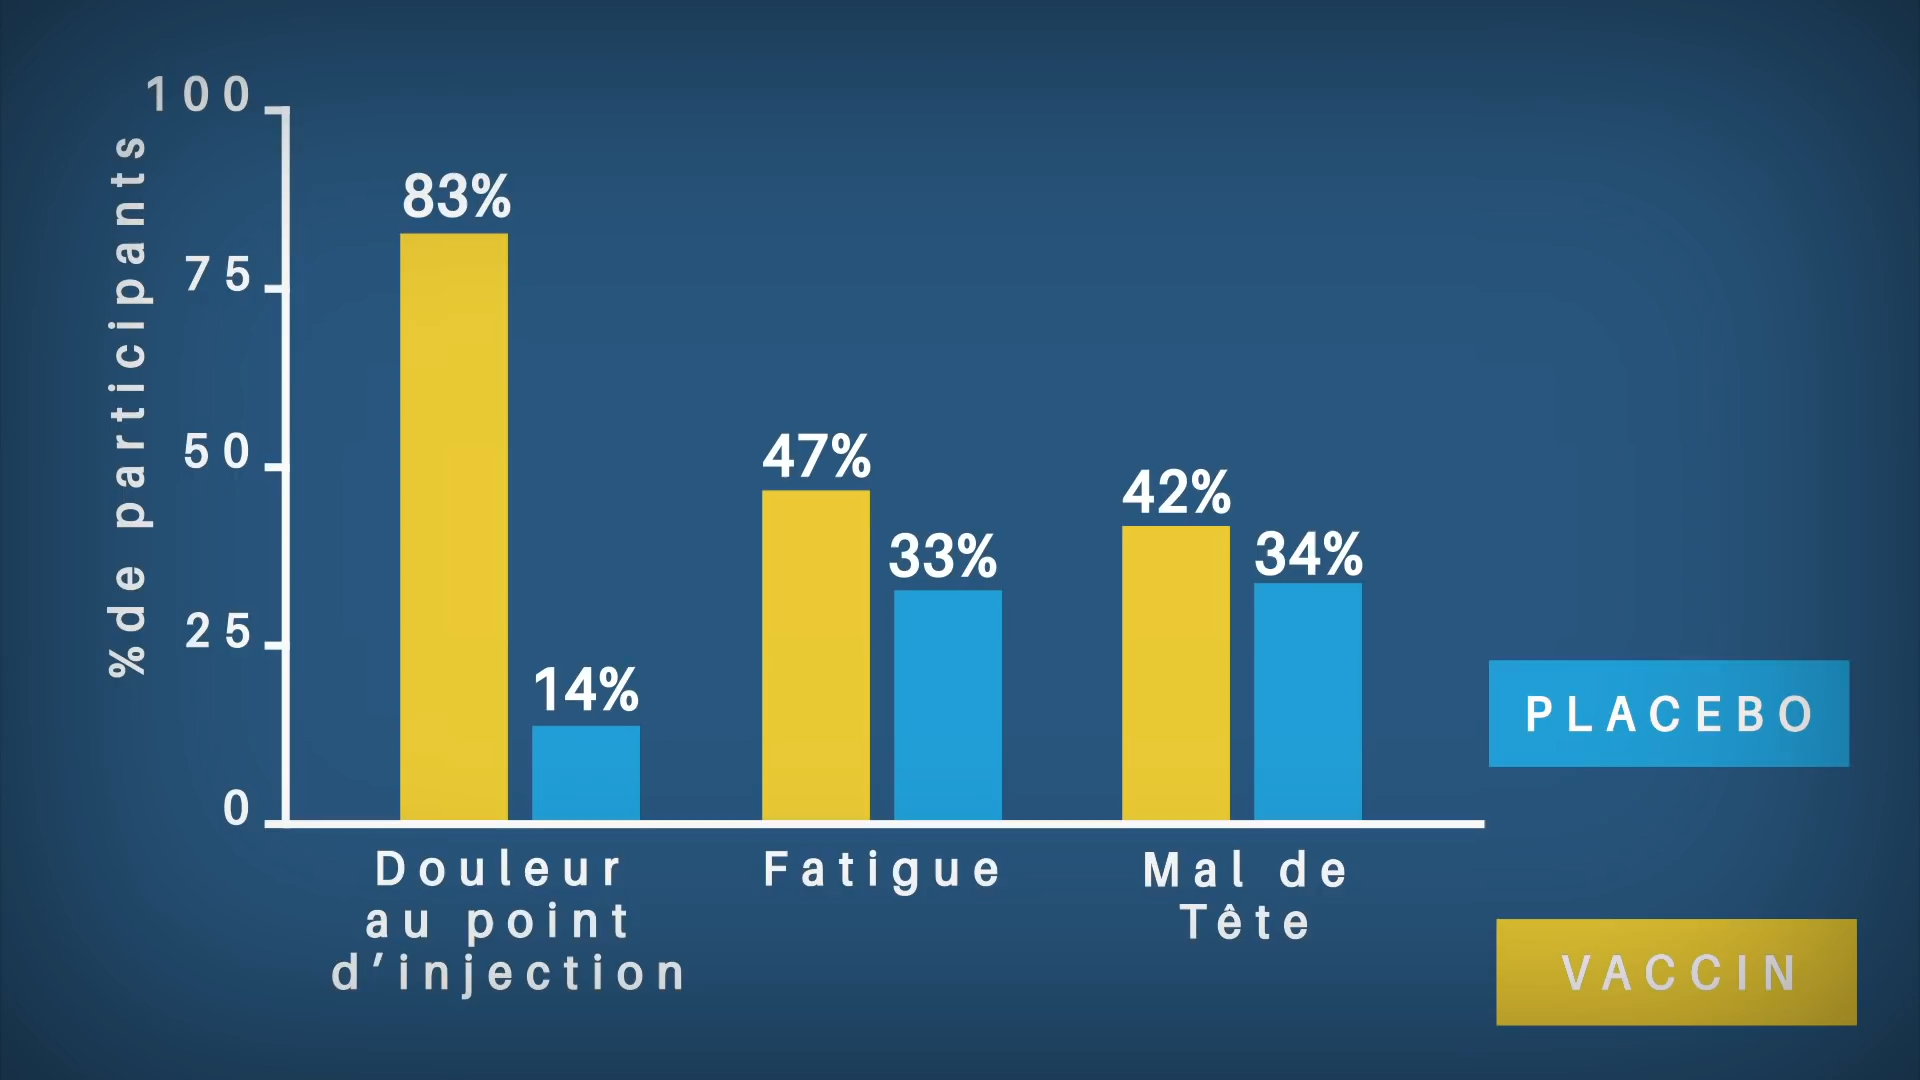 100
75
50
25
0
%de participants
83%
14%
47%
33%
42%
34%
Douleur
au point
d’injection
Fatigue
Mal de
Tête
PLACEBO
VACCIN